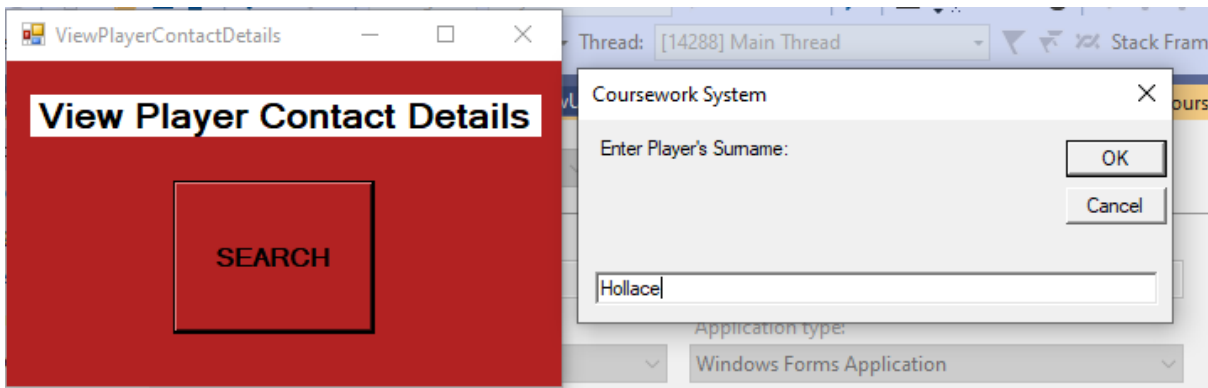 ViewPlayerContactDetails
Thread: [14288] Main Thread
Stack Fram
View Player Contact Details
Coursework System
ours
Enter Player's Surname:
OK
Cancel
SEARCH
Hollace
Application type:
Windows Forms Application